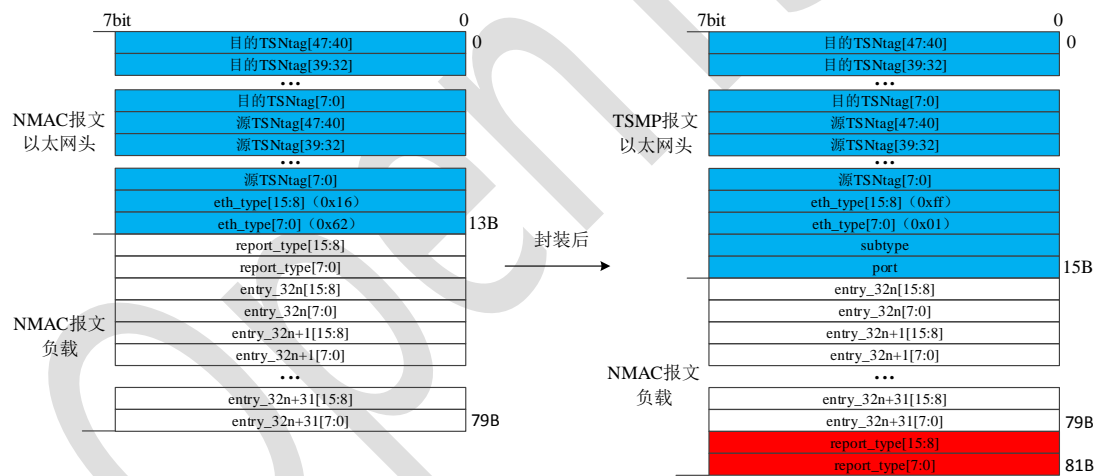 7bit
0
目的TSNtag[47:40]
0
目的TSNtag[39:32]
...
目的TSNtag[7:0]
NMAC报文
以太网头
源TSNtag[47:40]
源TSNtag[39:32]
...
源TSNtag[7:0]
eth_type[15:8]（0x16）
eth_type[7:0]（0x62）
13B
report_type[15:8]
report_type[7:0]
entry_32n[15:8]
entry_32n[7:0]
NMAC报文
负载
entry_32n+1[15:8]
entry_32n+1[7:0]
...
entry_32n+31[15:8]
entry_32n+31[7:0]
79B
封装后
7bit
0
目的TSNtag[47:40]
0
目的TSNtag[39:32]
...
目的TSNtag[7:0]
TSMP报文
以太网头
源TSNtag[47:40]
源TSNtag[39:32]
...
源TSNtag[7:0]
eth_type[15:8]（0xff）
eth_type[7:0]（0x01）
subtype
port
15B
entry_32n[15:8]
entry_32n[7:0]
entry_32n+1[15:8]
entry_32n+1[7:0]
...
NMAC报文
负载
entry_32n+31[15:8]
entry_32n+31[7:0]
79B
report_type[15:8]
report_type[7:0]
81B